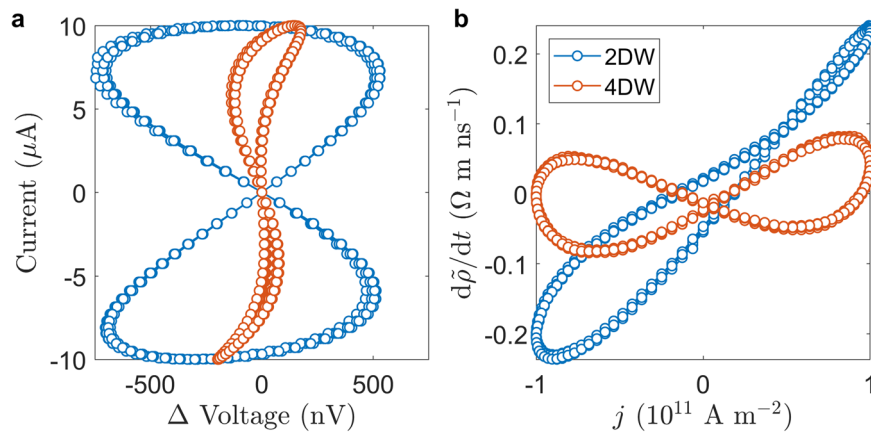 a
10
5
0
-5
-10
Current (μA)
-500
0
500
Δ Voltage (nV)
b
2DW
4DW
0.2
0.1
0
-0.1
-0.2
dρ̃/dt (Ω m ns⁻¹)
-1
0
1
j (10¹¹ A m⁻²)